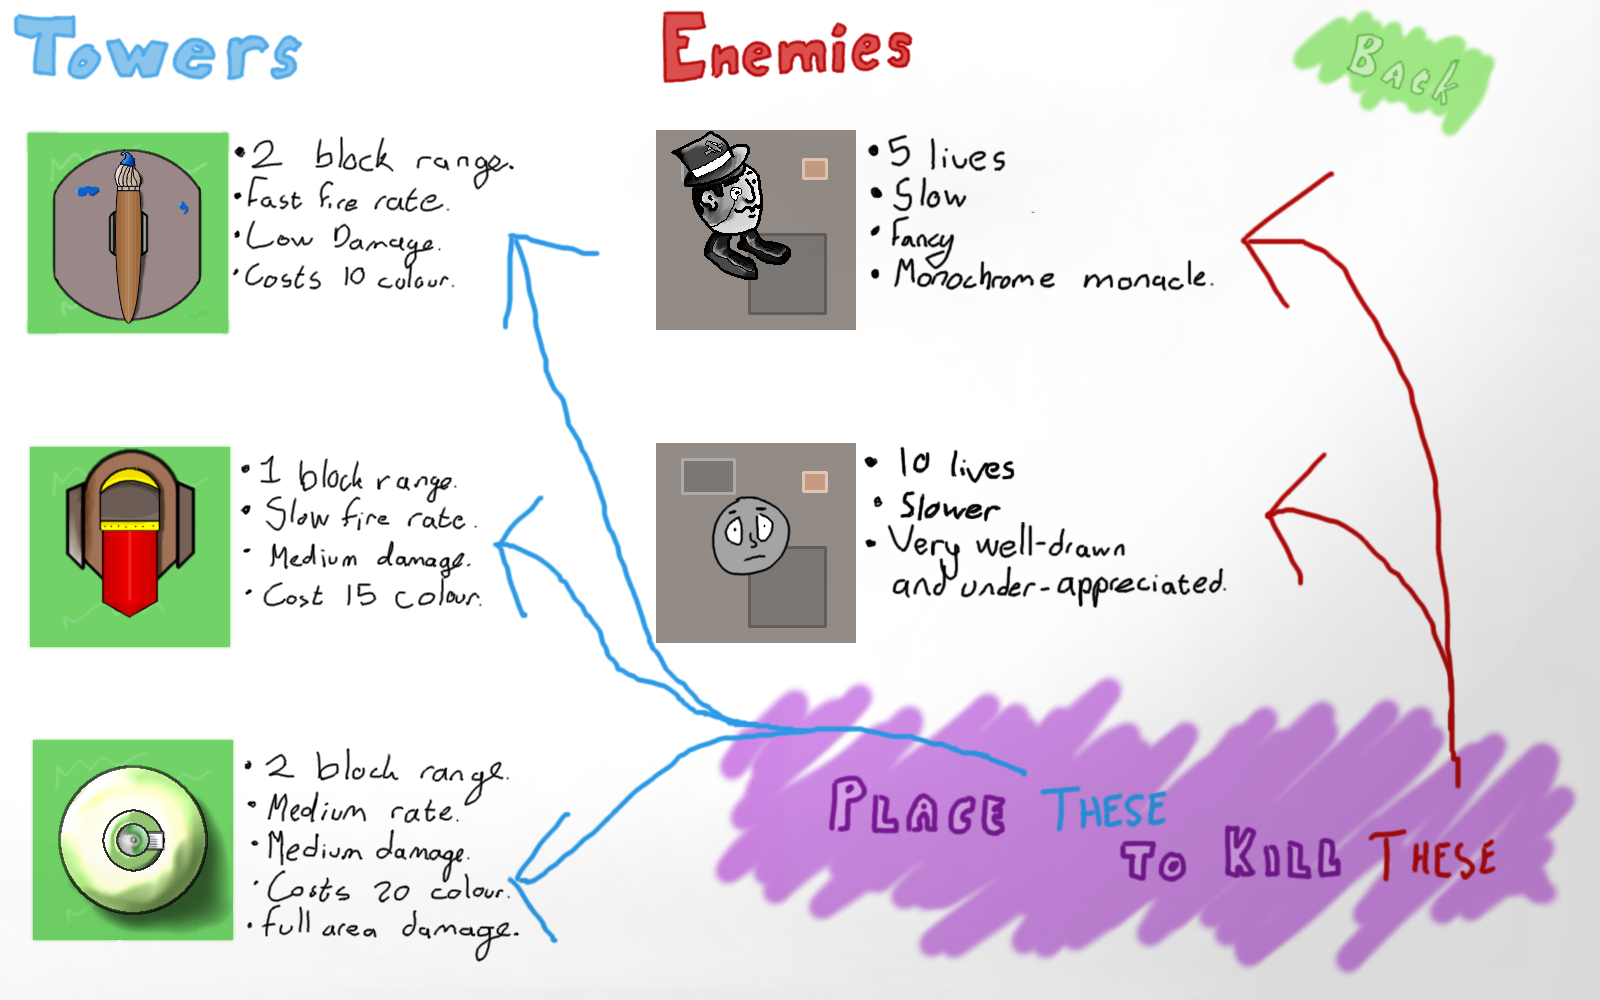 Towers
• 2 block range.
• Fast fire rate.
• Low Damage.
• Costs 10 colour.
• 1 block range.
• Slow fire rate.
• Medium damage.
• Cost 15 colour.
• 2 block range.
• Medium rate.
• Medium damage.
• Costs 20 colour.
• Full area damage.
Enemies
• 5 lives
• Slow
• Fancy
• Monochrome monacle.
• 10 lives
• Slower
• Very well-drawn
and under-appreciated.
Back
Place These
To Kill These